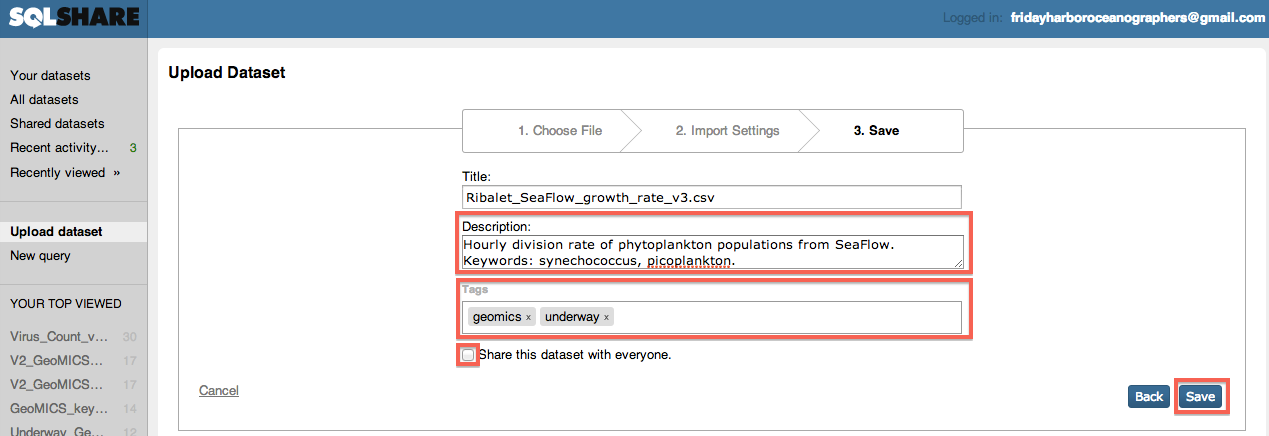 SQLSHARE
Logged in: fridayharboroceanographers@gmail.com
Your datasets
All datasets
Shared datasets
Recent activity... 3
Recently viewed »
Upload dataset
New query
YOUR TOP VIEWED
Virus_Count_v... 30
V2_GeoMICS... 17
V2_GeoMICS... 17
GeoMICS_key... 14
Underway_Ge... 12
Upload Dataset
1. Choose File
2. Import Settings
3. Save
Title:
Ribalet_SeaFlow_growth_rate_v3.csv
Description:
Hourly division rate of phytoplankton populations from SeaFlow.
Keywords: synechococcus, picoplankton.
Tags
geomics x underway x
Share this dataset with everyone.
Cancel
Back
Save